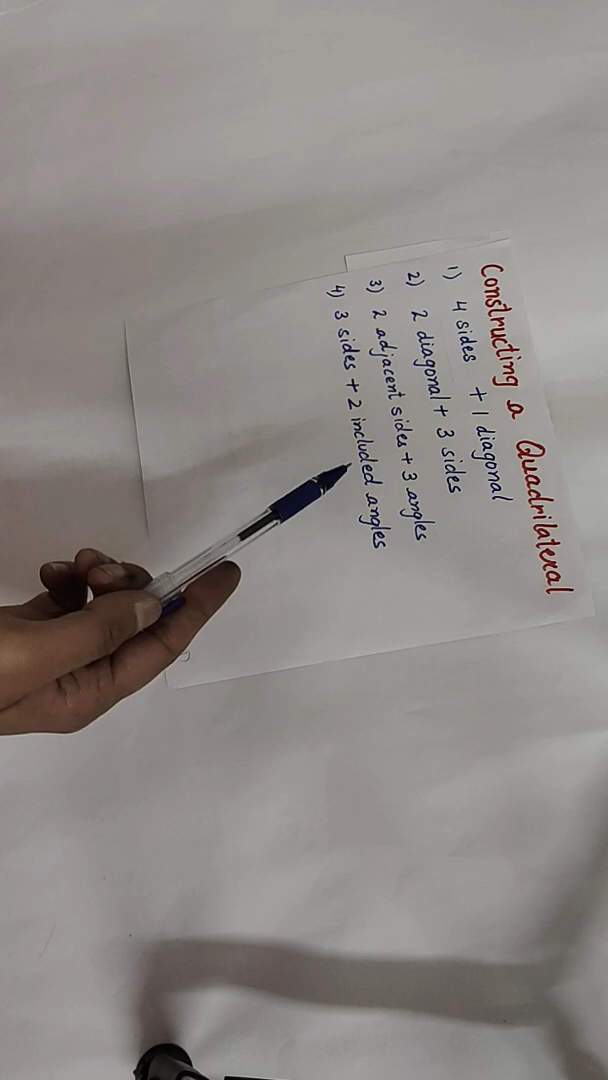 Constructing a Quadrilateral
1) 4 sides + 1 diagonal
2) 2 diagonal + 3 sides
3) 2 adjacent sides + 3 angles
4) 3 sides + 2 included angles